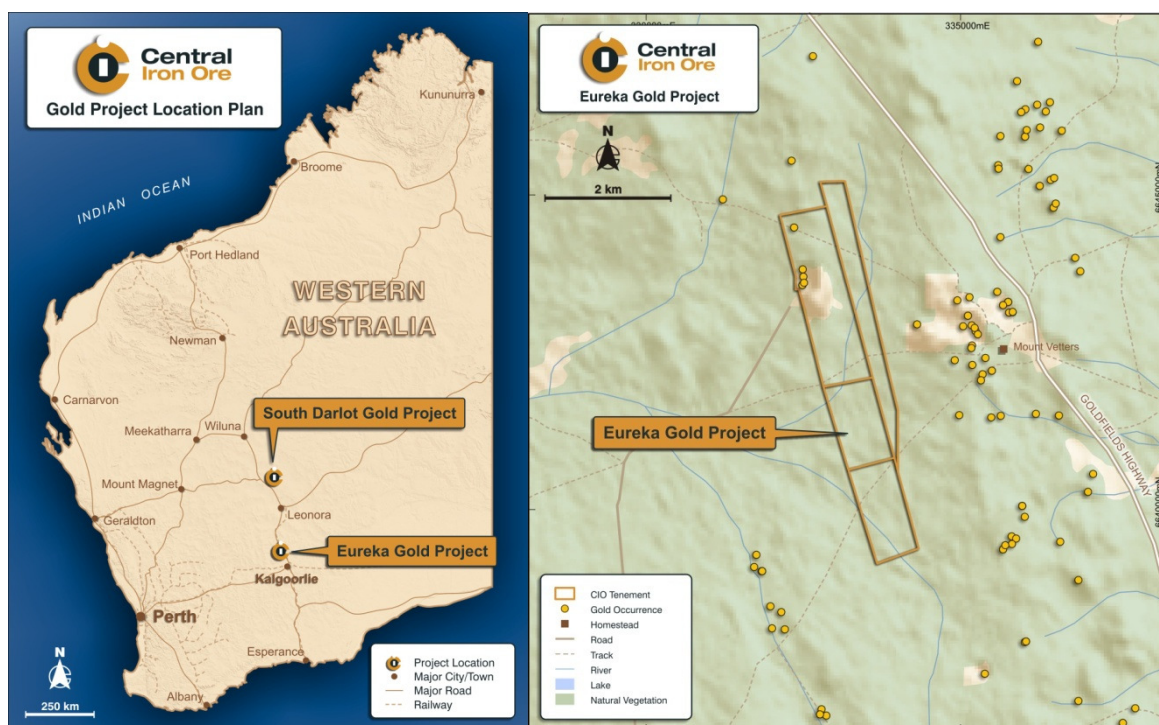 Central
Iron Ore
Gold Project Location Plan
Kununurra
Broome
INDIAN OCEAN
Port Hedland
WESTERN
AUSTRALIA
Newman
Carnarvon
South Darlot Gold Project
Wiluna
Meekatharra
Mount Magnet
Leonora
Geraldton
Eureka Gold Project
Kalgoorlie
Perth
Esperance
Albany
N
250 km
Project Location
Major City/Town
Major Road
Railway
Central
Iron Ore
Eureka Gold Project
335000mE
N
2 km
6645000mN
Mount Vetters
Eureka Gold Project
GOLDFIELDS HIGHWAY
6640000mN
CIO Tenement
Gold Occurrence
Homestead
Road
Track
River
Lake
Natural Vegetation